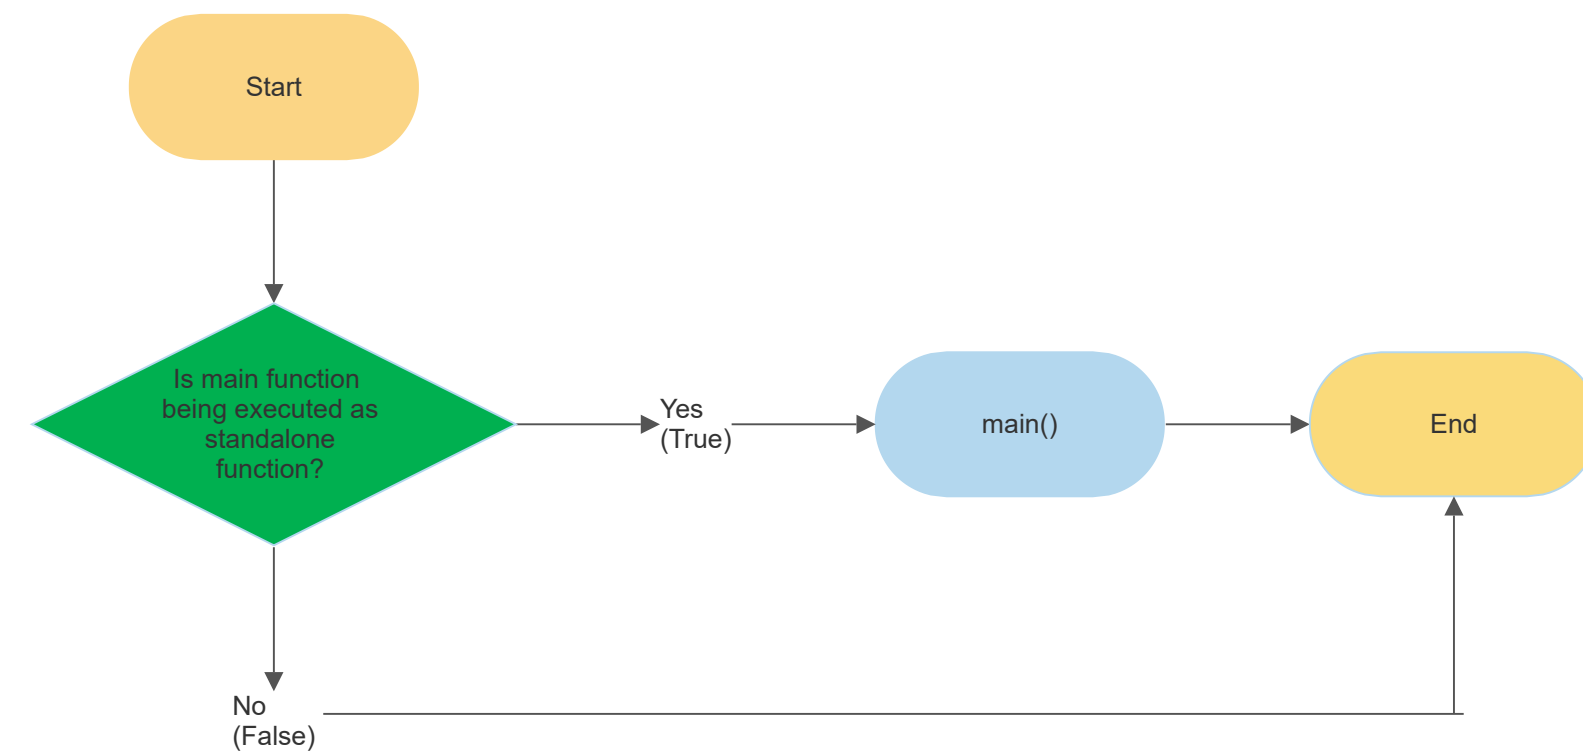 Start
Is main function
being executed as
standalone
function?
Yes
(True)
main()
End
No
(False)